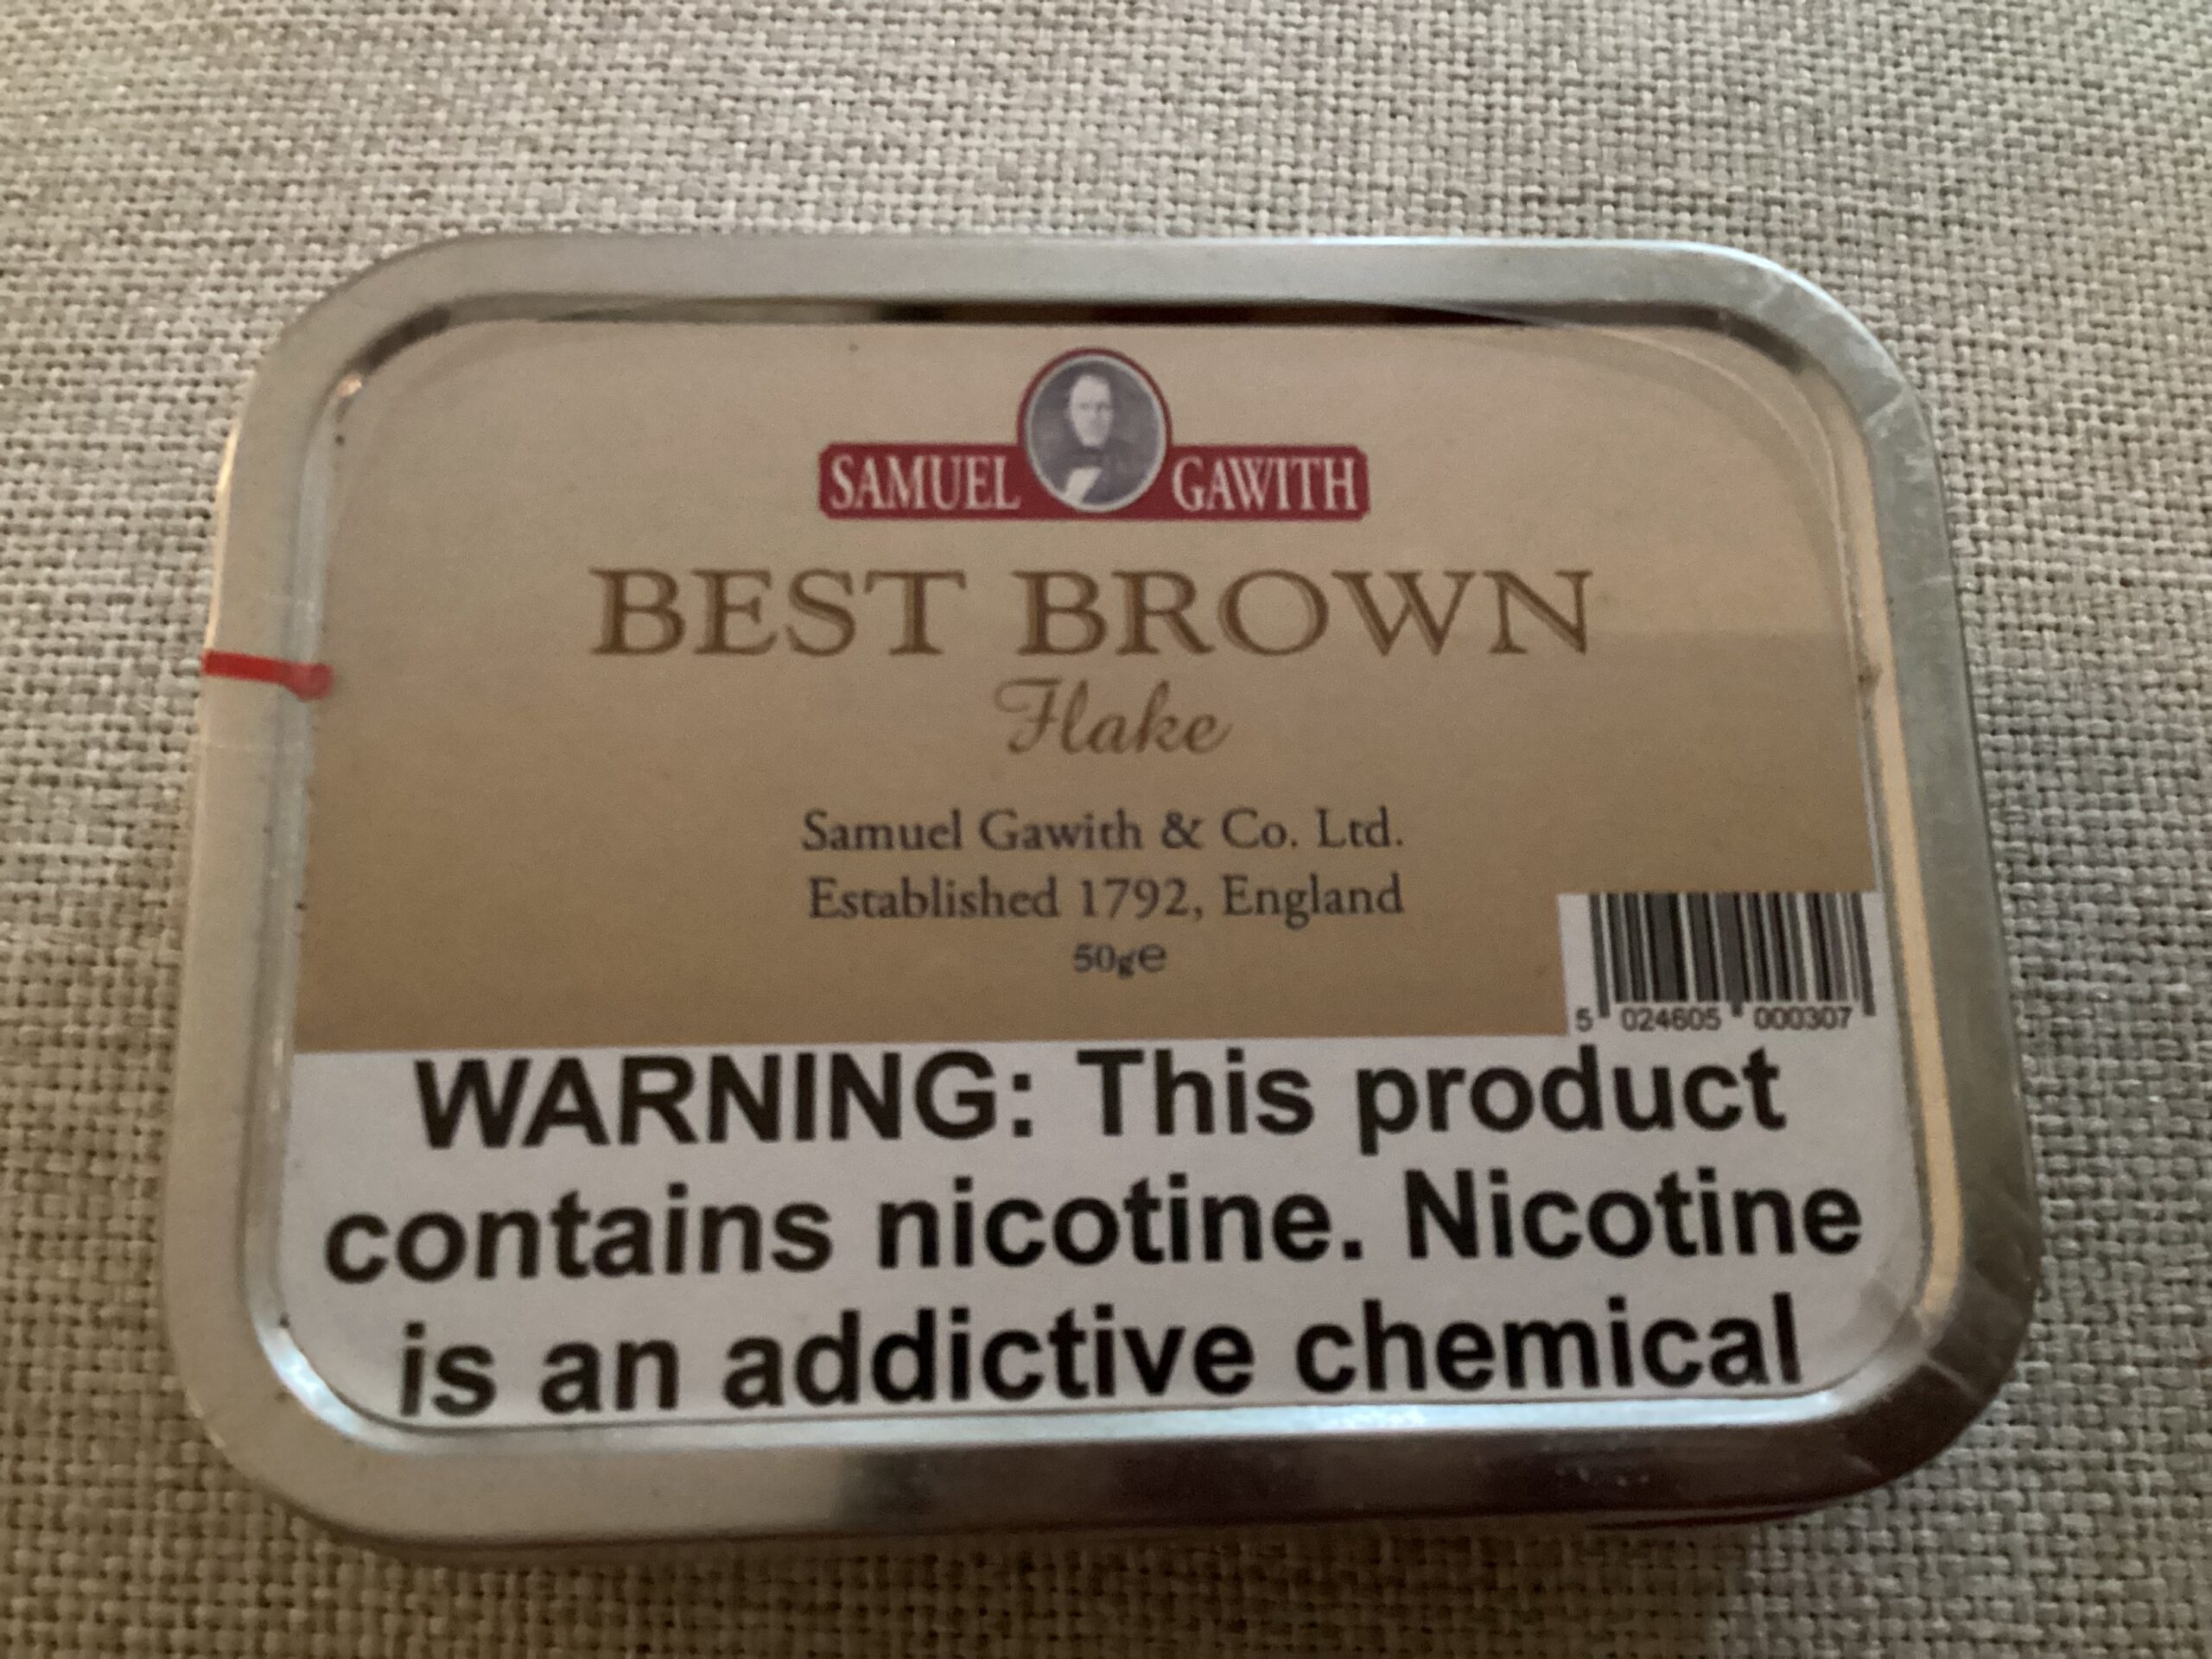 SAMUEL GAWITH
BEST BROWN
Flake
Samuel Gawith & Co. Ltd.
Established 1792, England
50g℮
5 024605 000307
WARNING: This product
contains nicotine. Nicotine
is an addictive chemical